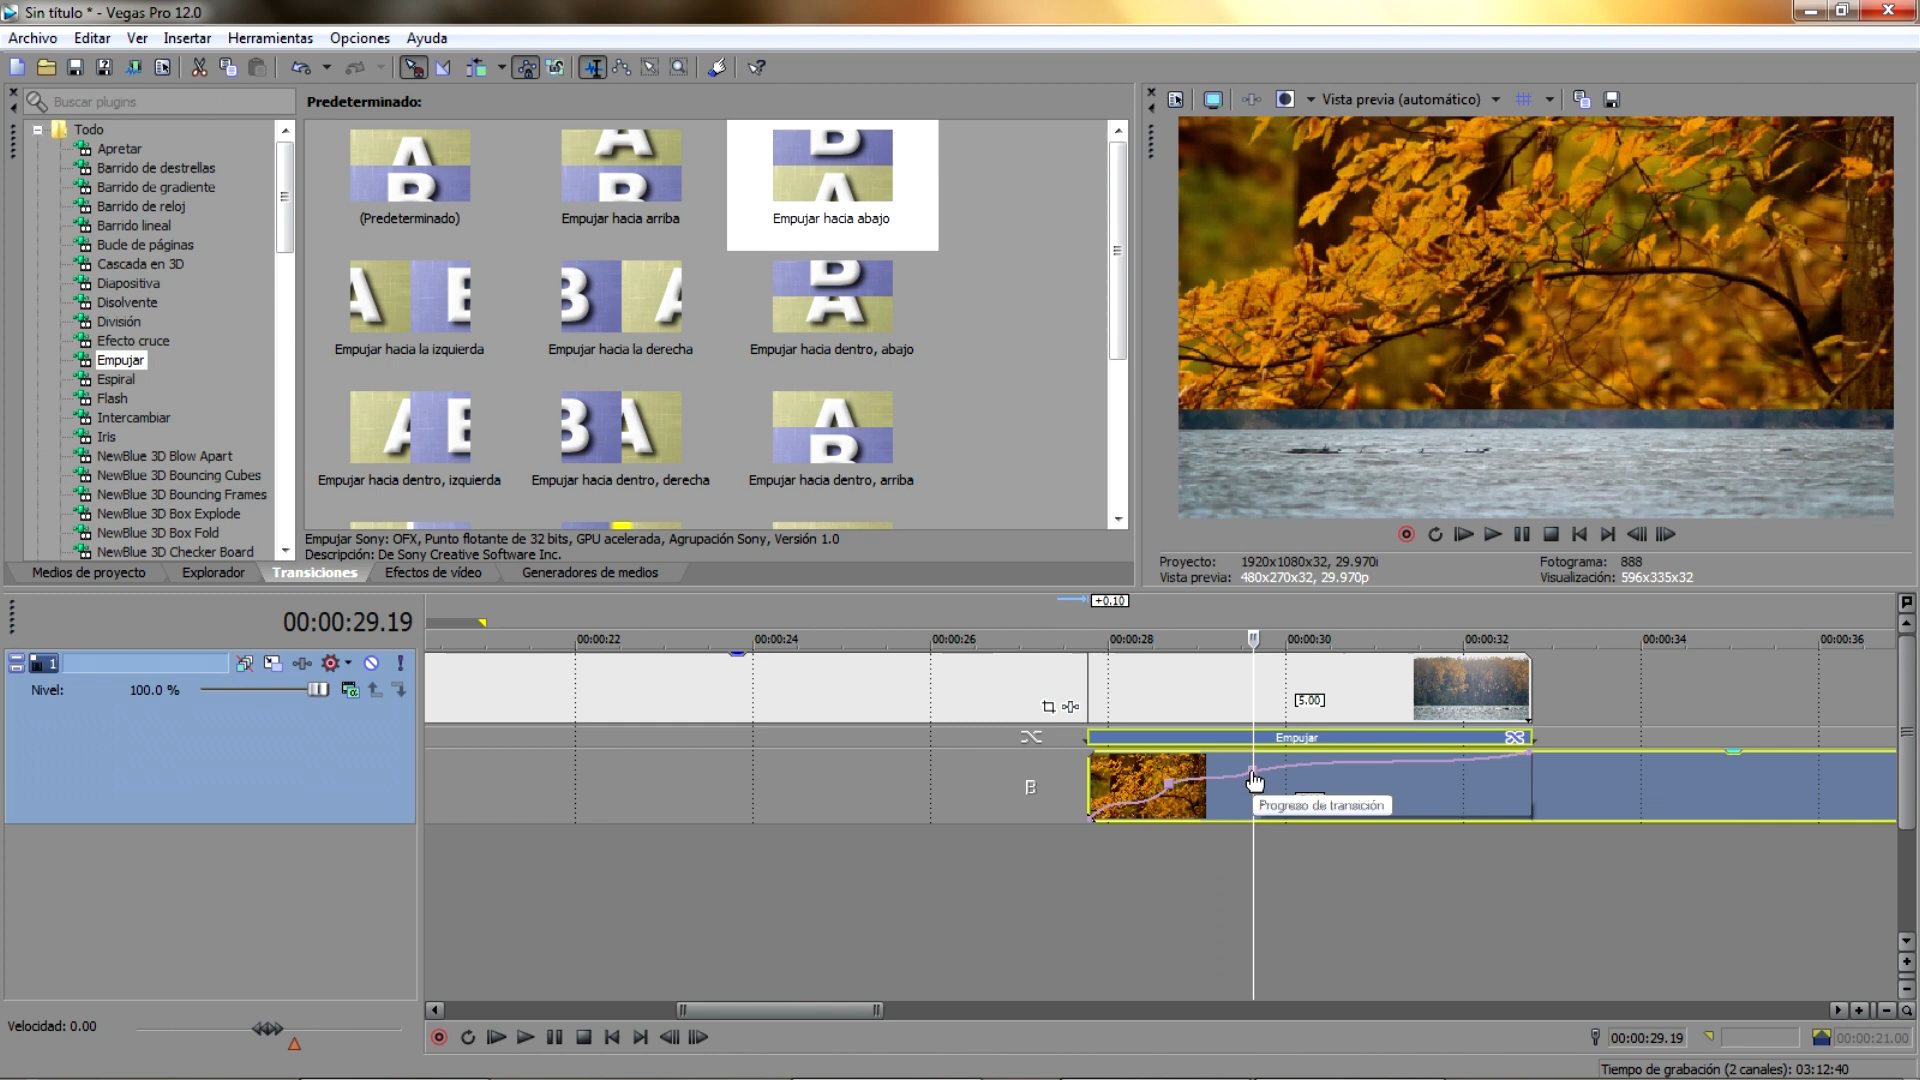 Sin título * - Vegas Pro 12.0
Archivo Editar Ver Insertar Herramientas Opciones Ayuda
Buscar plugins
Todo
Apretar
Barrido de destrellas
Barrido de gradiente
Barrido de reloj
Barrido lineal
Bucle de páginas
Cascada en 3D
Diapositiva
Disolvente
División
Efecto cruce
Empujar
Espiral
Flash
Intercambiar
Iris
NewBlue 3D Blow Apart
NewBlue 3D Bouncing Cubes
NewBlue 3D Bouncing Frames
NewBlue 3D Box Explode
NewBlue 3D Box Fold
NewBlue 3D Checker Board
Predeterminado:
A B
(Predeterminado)
A B
Empujar hacia arriba
B A
Empujar hacia abajo
A B
Empujar hacia la izquierda
B A
Empujar hacia la derecha
B A
Empujar hacia dentro, abajo
A B
Empujar hacia dentro, izquierda
B A
Empujar hacia dentro, derecha
A B
Empujar hacia dentro, arriba
Empujar Sony: OFX, Punto flotante de 32 bits, GPU acelerada, Agrupación Sony, Versión 1.0
Descripción: De Sony Creative Software Inc.
Medios de proyecto Explorador Transiciones Efectos de vídeo Generadores de medios
Vista previa (automático)
Proyecto: 1920x1080x32, 29.970i
Vista previa: 480x270x32, 29.970p
Fotograma: 888
Visualización: 596x335x32
00:00:29.19
+0.10
00:00:22 00:00:24 00:00:26 00:00:28 00:00:30 00:00:32 00:00:34 00:00:36
1
Nivel: 100.0 %
[5.00]
Empujar
B
Progreso de transición
Velocidad: 0.00
00:00:29.19
00:00:21.00
Tiempo de grabación (2 canales): 03:12:40